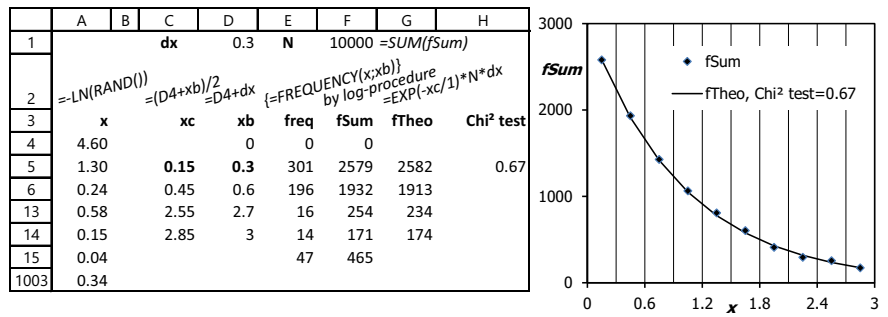 A B C D E F G H
1 dx 0.3 N 10000 =SUM(fSum)
2 =-LN(RAND()) =(D4+xb)/2 =D4+dx {=FREQUENCY(x;xb)} by log-procedure =EXP(-xc/1)*N*dx
3 x xc xb freq fSum fTheo Chi² test
4 4.60 0 0 0
5 1.30 0.15 0.3 301 2579 2582 0.67
6 0.24 0.45 0.6 196 1932 1913
13 0.58 2.55 2.7 16 254 234
14 0.15 2.85 3 14 171 174
15 0.04 47 465
1003 0.34
3000
fSum
2000
1000
0
fSum
fTheo, Chi² test=0.67
0 0.6 1.2 x 1.8 2.4 3